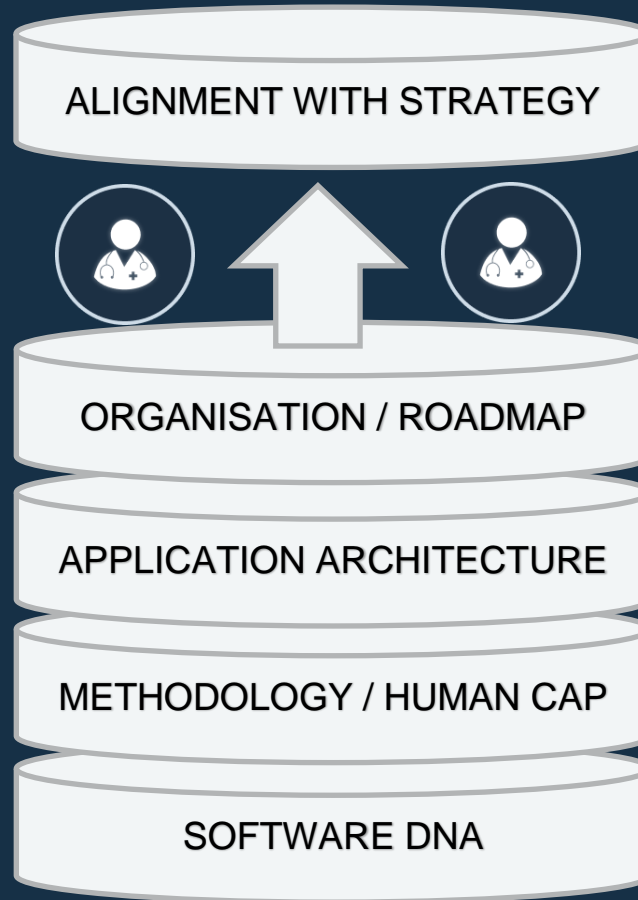 ALIGNMENT WITH STRATEGY
ORGANISATION / ROADMAP
APPLICATION ARCHITECTURE
METHODOLOGY / HUMAN CAP
SOFTWARE DNA